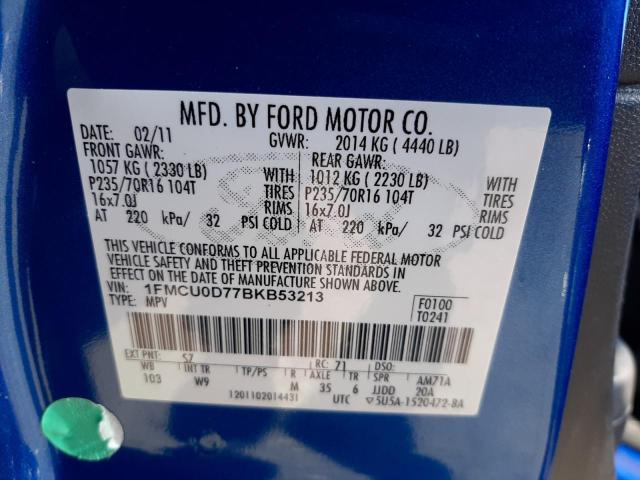 MFD. BY FORD MOTOR CO.
DATE: 02/11 GVWR: 2014 KG ( 4440 LB)
FRONT GAWR: REAR GAWR:
1057 KG ( 2330 LB) WITH 1012 KG ( 2230 LB) WITH
P235/70R16 104T TIRES P235/70R16 104T TIRES
16x7.0J RIMS 16x7.0J RIMS
AT 220 kPa/ 32 PSI COLD AT 220 kPa/ 32 PSI COLD
THIS VEHICLE CONFORMS TO ALL APPLICABLE FEDERAL MOTOR
VEHICLE SAFETY AND THEFT PREVENTION STANDARDS IN
EFFECT ON THE DATE OF MANUFACTURE SHOWN ABOVE.
VIN: 1FMCU0D77BKB53213 F0100
TYPE: MPV T0241
EXT PNT: SZ RC: 71 DSO:
WB INT TR TP/PS R AXLE TR SPR AM71A
103 W9 M 35 6 JJDD 20A
1201102014431 UTC ▽5U5A-1520472-BA